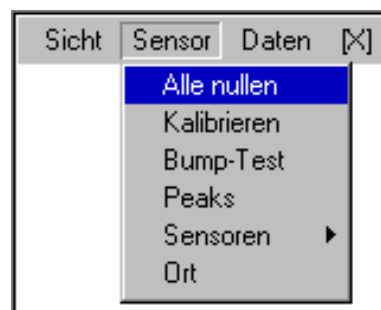 Sicht Sensor Daten [X]
Alle nullen
Kalibrieren
Bump-Test
Peaks
Sensoren
Ort